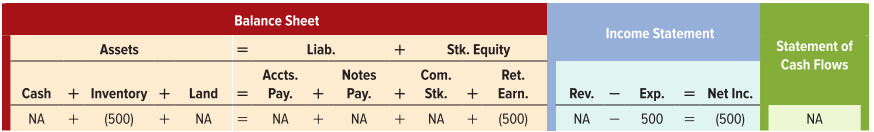 Balance Sheet
Income Statement
Statement of
Cash Flows
Assets = Liab. + Stk. Equity
Accts. Notes Com. Ret.
Cash + Inventory + Land = Pay. + Pay. + Stk. + Earn. Rev. − Exp. = Net Inc.
NA + (500) + NA = NA + NA + NA + (500) NA − 500 = (500) NA